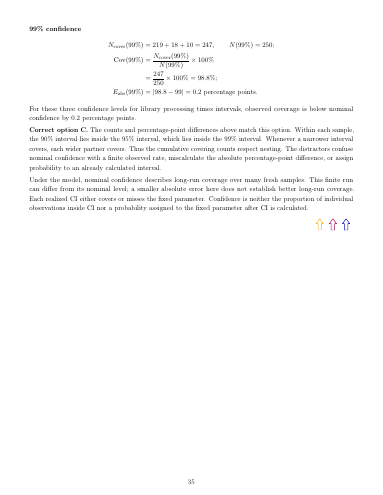 99% confidence
N_cover(99%) = 219 + 18 + 10 = 247, N(99%) = 250;
Cov(99%) = N_cover(99%) / N(99%) × 100%
= 247 / 250 × 100% = 98.8%;
E_abs(99%) = |98.8 − 99| = 0.2 percentage points.
For these three confidence levels for library processing times intervals, observed coverage is below nominal
confidence by 0.2 percentage points.
Correct option C. The counts and percentage-point differences above match this option. Within each sample,
the 90% interval lies inside the 95% interval, which lies inside the 99% interval. Whenever a narrower interval
covers, each wider partner covers. Thus the cumulative covering counts respect nesting. The distractors confuse
nominal confidence with a finite observed rate, miscalculate the absolute percentage-point difference, or assign
probability to an already calculated interval.
Under the model, nominal confidence describes long-run coverage over many fresh samples. This finite run
can differ from its nominal level; a smaller absolute error here does not establish better long-run coverage.
Each realized CI either covers or misses the fixed parameter. Confidence is neither the proportion of individual
observations inside CI nor a probability assigned to the fixed parameter after CI is calculated.
35